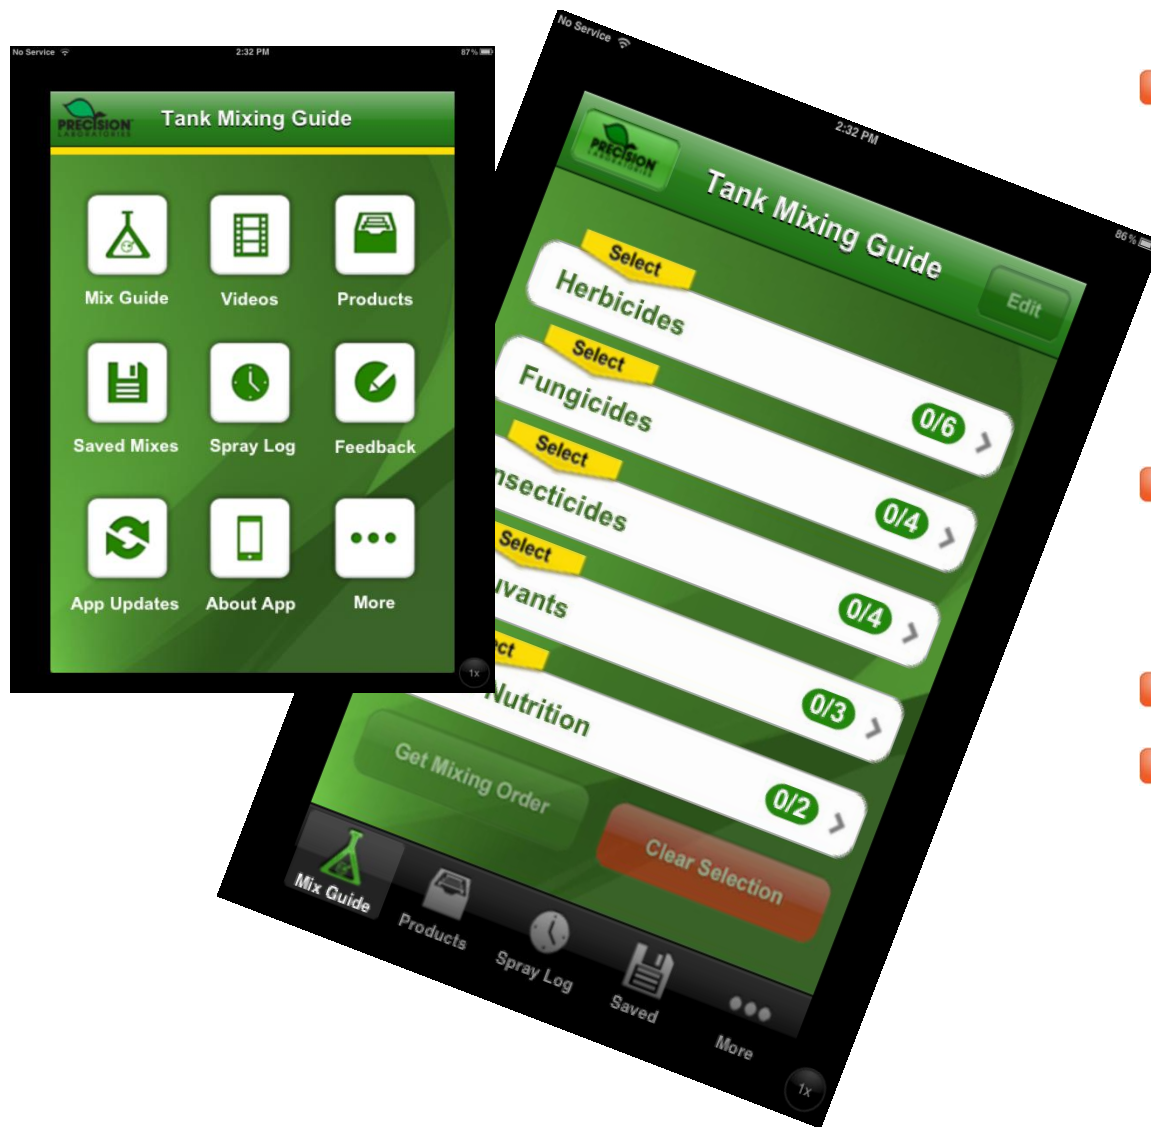 No Service
2:32 PM
87%
PRECISION
LABORATORIES
Tank Mixing Guide
Mix Guide
Videos
Products
Saved Mixes
Spray Log
Feedback
App Updates
About App
More
1x
No Service
2:32 PM
86%
PRECISION
LABORATORIES
Tank Mixing Guide
Edit
Select
Herbicides
0/6
Select
Fungicides
0/4
Select
nsecticides
0/4
Select
uvants
0/3
ect
Nutrition
0/2
Get Mixing Order
Clear Selection
Mix Guide
Products
Spray Log
Saved
More
1x